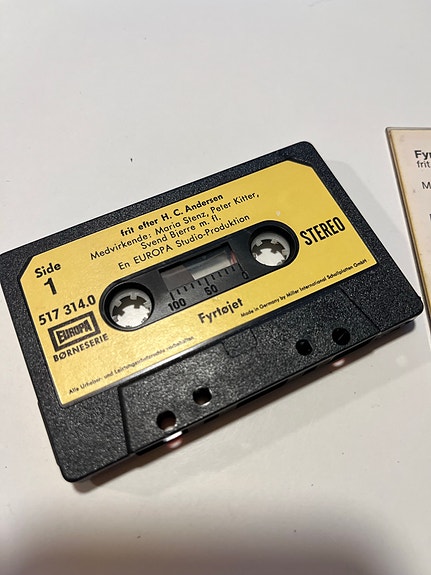 frit efter H. C. Andersen
Medvirkende: Maria Stenz, Peter Kitter,
Svend Bjerre m. fl.
En EUROPA Studio-Produktion
Side
1
STEREO
517 314.0
EUROPA
BØRNESERIE
100 50 0
Fyrtøjet
Alle Urheber- und Leistungsschutzrechte vorbehalten
Made in Germany by Miller International Schallplatten GmbH
Fyr
frit
M